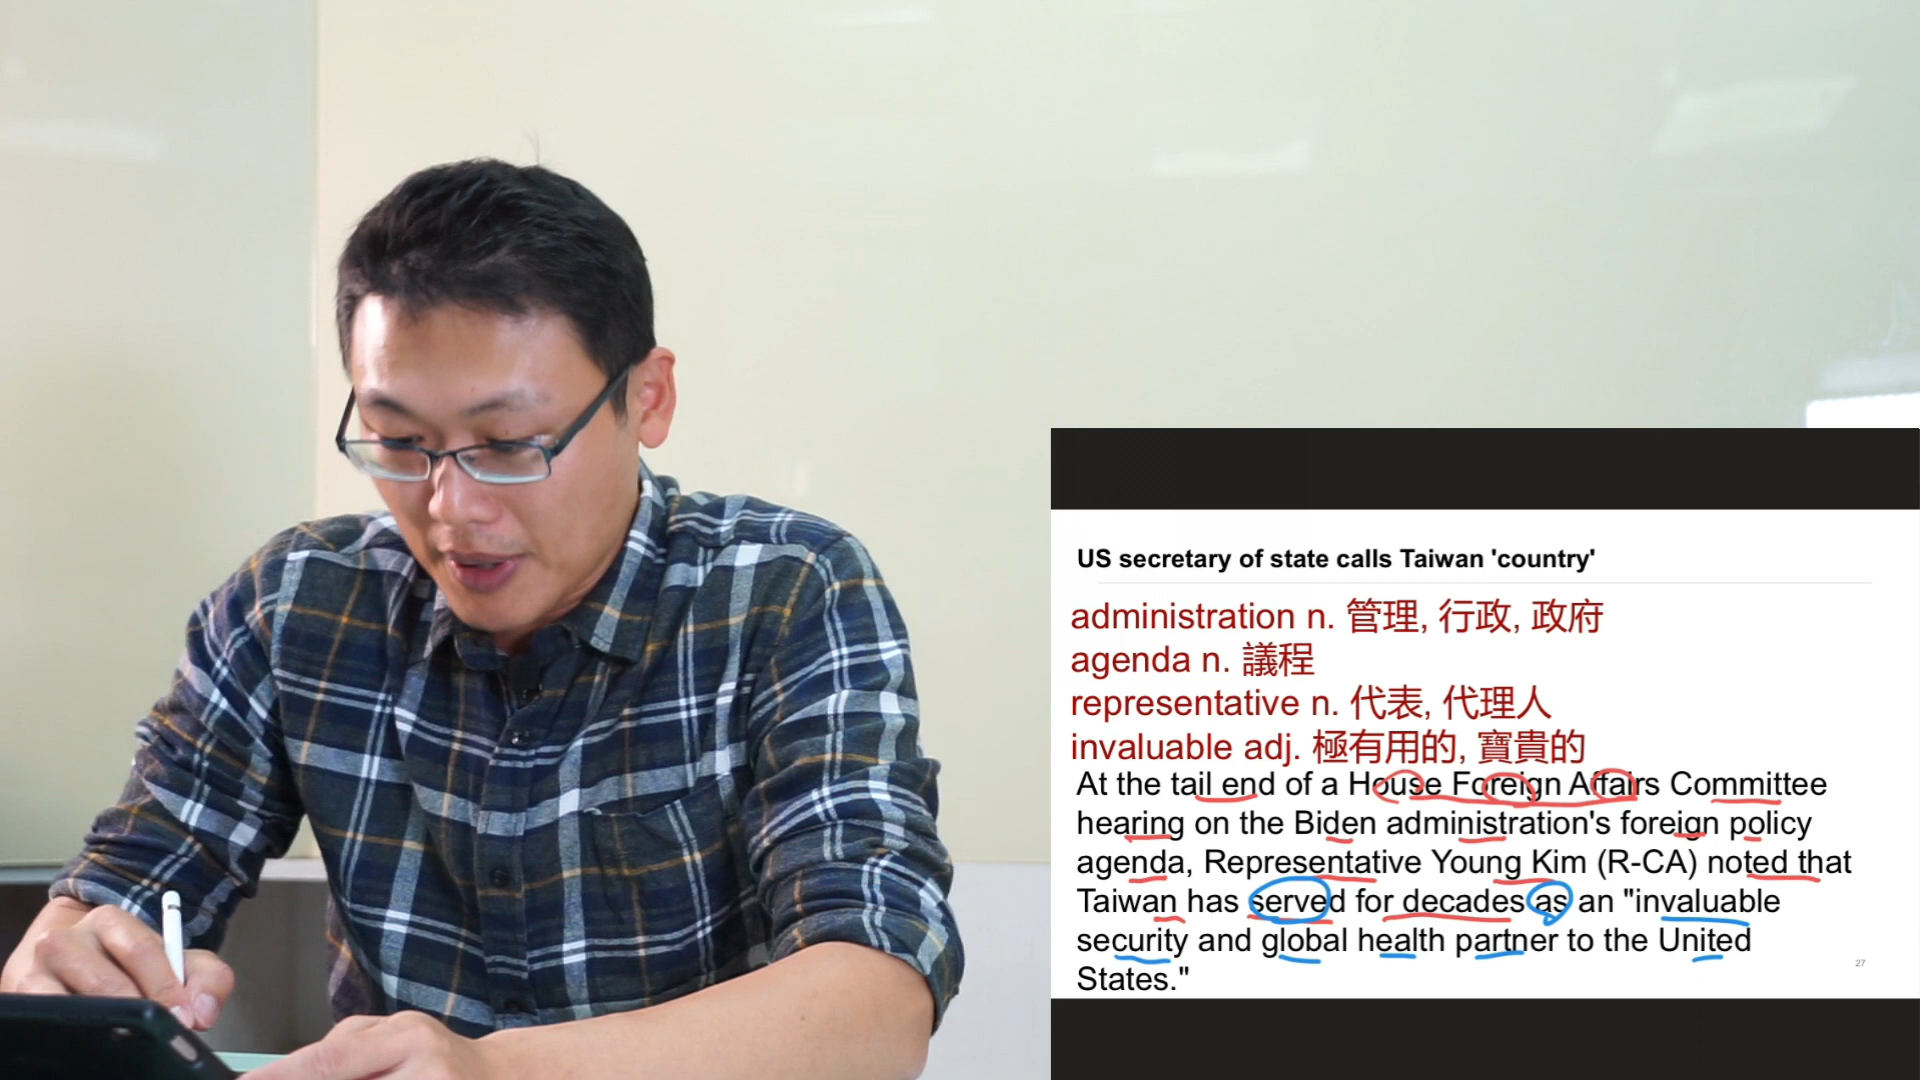 US secretary of state calls Taiwan 'country'
administration n. 管理, 行政, 政府
agenda n. 議程
representative n. 代表, 代理人
invaluable adj. 極有用的, 寶貴的
At the tail end of a House Foreign Affairs Committee
hearing on the Biden administration's foreign policy
agenda, Representative Young Kim (R-CA) noted that
Taiwan has served for decades as an "invaluable
security and global health partner to the United
States."
27